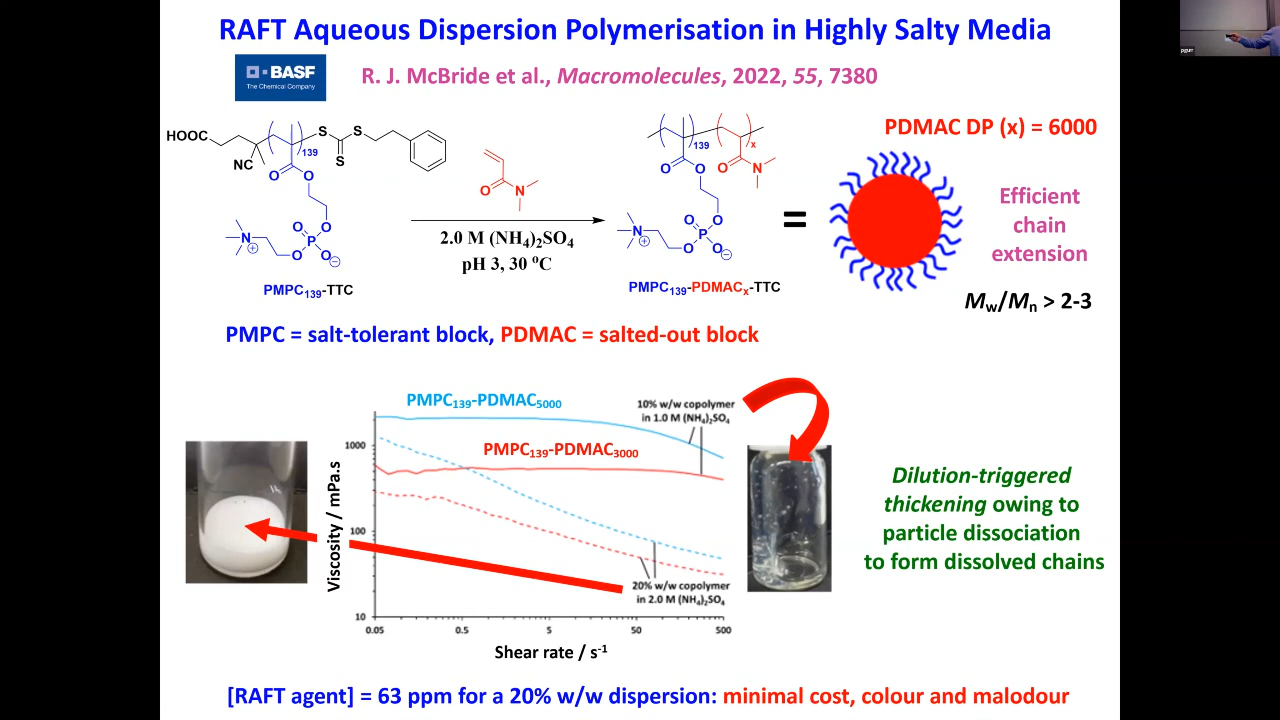 RAFT Aqueous Dispersion Polymerisation in Highly Salty Media
BASF
The Chemical Company
R. J. McBride et al., Macromolecules, 2022, 55, 7380
HOOC
NC
139
S
S
S
O
O
O
O
P
O
O⊖
N
⊕
PMPC139-TTC
O
N
2.0 M (NH4)2SO4
pH 3, 30 °C
139
x
O
O
O
N
O
O
P
O
O⊖
N
⊕
PMPC139-PDMACx-TTC
=
PDMAC DP (x) = 6000
Efficient
chain
extension
Mw/Mn > 2-3
PMPC = salt-tolerant block, PDMAC = salted-out block
PMPC139-PDMAC5000
10% w/w copolymer
in 1.0 M (NH4)2SO4
PMPC139-PDMAC3000
Viscosity / mPa.s
1000
100
10
20% w/w copolymer
in 2.0 M (NH4)2SO4
0.05 0.5 5 50 500
Shear rate / s-1
Dilution-triggered
thickening owing to
particle dissociation
to form dissolved chains
[RAFT agent] = 63 ppm for a 20% w/w dispersion: minimal cost, colour and malodour